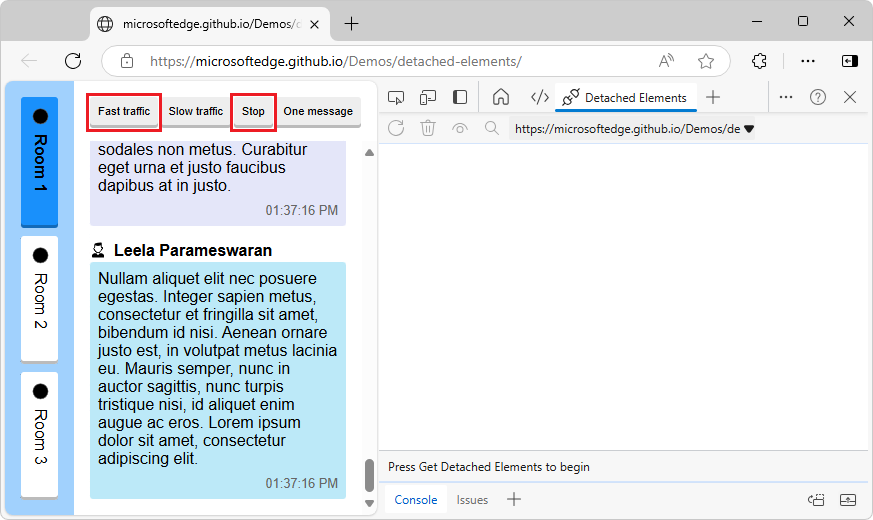 microsoftedge.github.io/Demos/d
https://microsoftedge.github.io/Demos/detached-elements/
Room 1
Room 2
Room 3
Fast traffic
Slow traffic
Stop
One message
sodales non metus. Curabitur
eget urna et justo faucibus
dapibus at in justo.
01:37:16 PM
Leela Parameswaran
Nullam aliquet elit nec posuere
egestas. Integer sapien metus,
consectetur et fringilla sit amet,
bibendum id nisi. Aenean ornare
justo est, in volutpat metus lacinia
eu. Mauris semper, nunc in
auctor sagittis, nunc turpis
tristique nisi, id aliquet enim
augue ac eros. Lorem ipsum
dolor sit amet, consectetur
adipiscing elit.
01:37:16 PM
Detached Elements
https://microsoftedge.github.io/Demos/de
Press Get Detached Elements to begin
Console
Issues